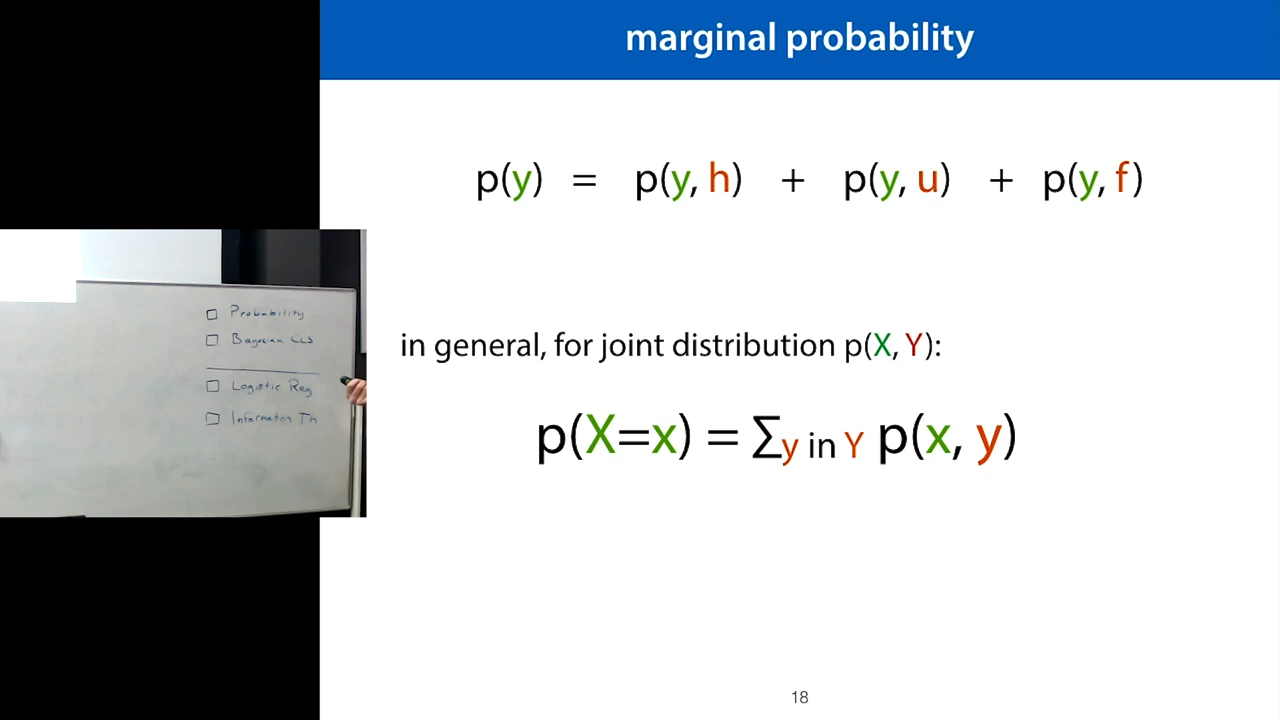 marginal probability
p(y) = p(y, h) + p(y, u) + p(y, f)
in general, for joint distribution p(X, Y):
p(X=x) = ∑y in Y p(x, y)
18
Probability
Bayesian CLS
Logistic Reg
Information Th